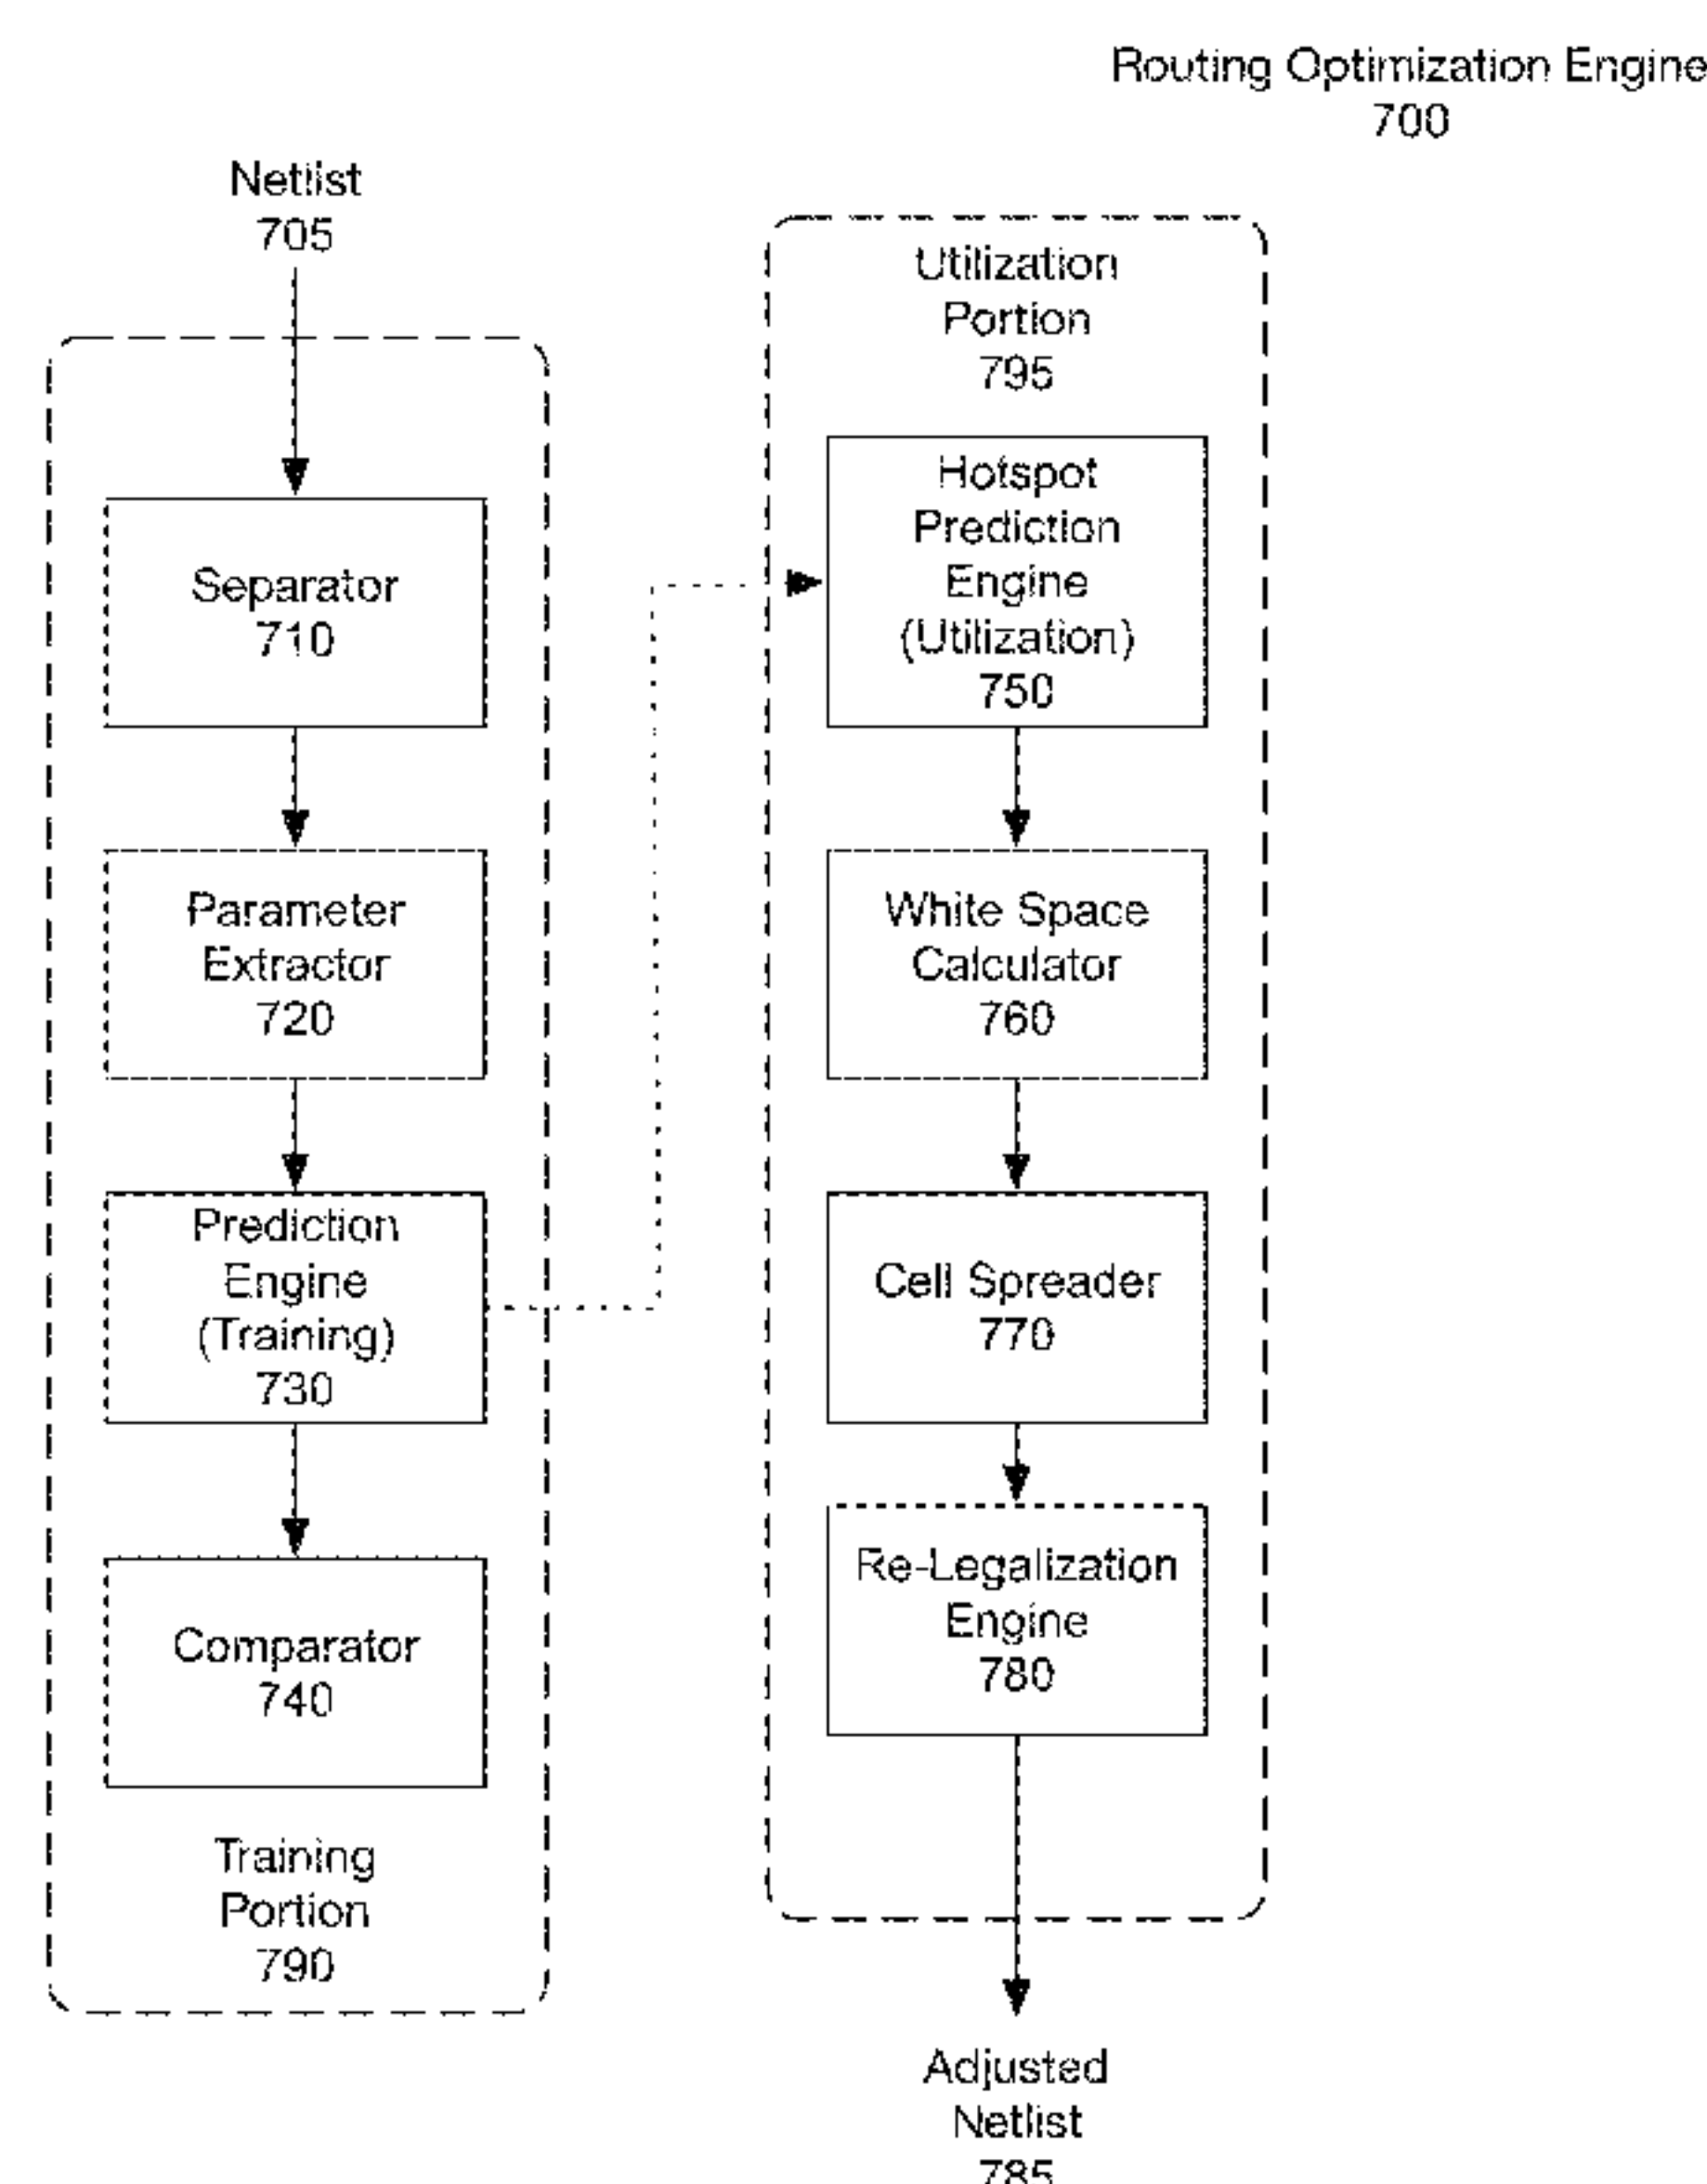 Routing Optimization Engine
700
Netlist
705
Separator
710
Parameter
Extractor
720
Prediction
Engine
(Training)
730
Comparator
740
Training
Portion
790
Utilization
Portion
795
Hotspot
Prediction
Engine
(Utilization)
750
White Space
Calculator
760
Cell Spreader
770
Re-Legalization
Engine
780
Adjusted
Netlist
785